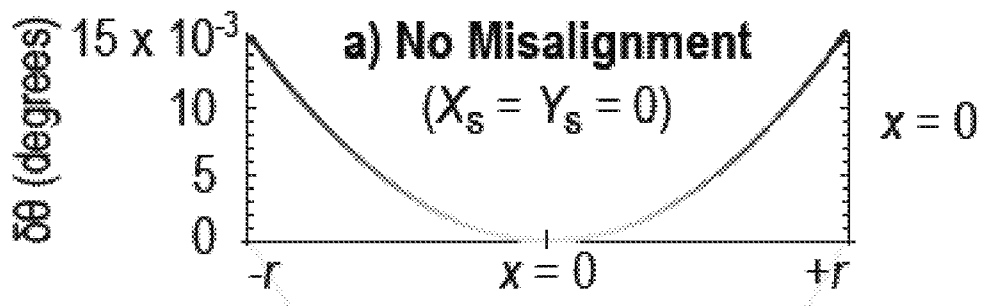 δθ (degrees)
15 x 10⁻³
10
5
0
a) No Misalignment
(Xₛ = Yₛ = 0)
x = 0
-r
x = 0
+r